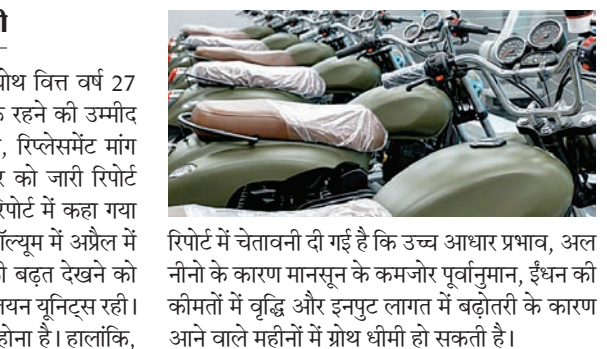 ग्रोथ वित्त वर्ष 27
रहने की उम्मीद
रिप्लेसमेंट मांग
को जारी रिपोर्ट
रिपोर्ट में कहा गया
में अप्रैल में
बढ़त देखने को
यूनिट्स रही।
होना है। हालांकि,
रिपोर्ट में चेतावनी दी गई है कि उच्च आधार प्रभाव, अल
नीनो के कारण मानसून के कमजोर पूर्वानुमान, ईंधन की
कीमतों में वृद्धि और इनपुट लागत में बढ़ोतरी के कारण
आने वाले महीनों में ग्रोथ धीमी हो सकती है।